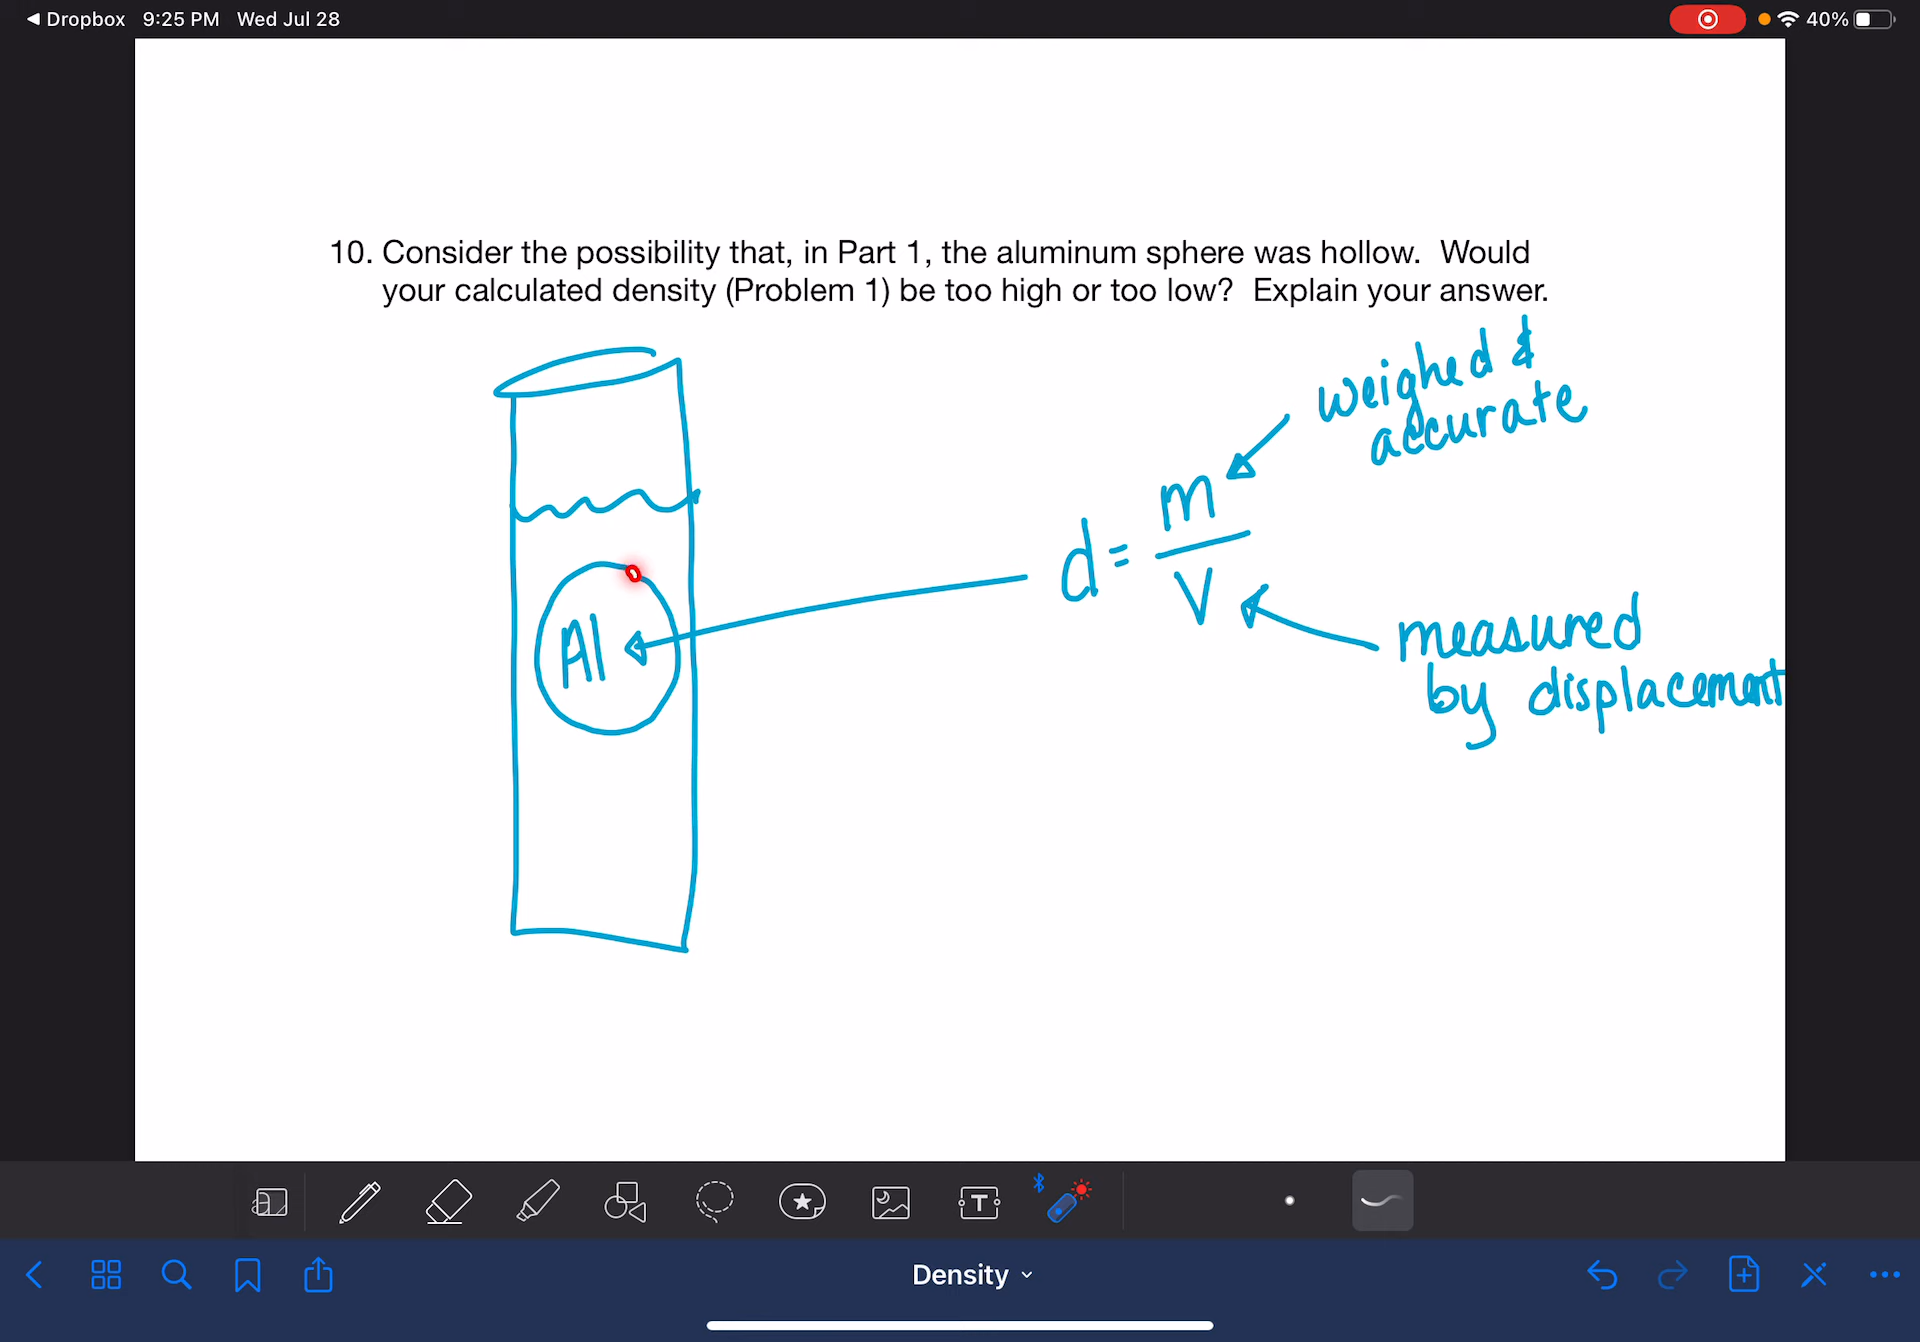 ◀ Dropbox 9:25 PM Wed Jul 28 40%
10. Consider the possibility that, in Part 1, the aluminum sphere was hollow. Would
your calculated density (Problem 1) be too high or too low? Explain your answer.
weighed &
accurate
d = m
V
Al
measured
by displacement
T
Density